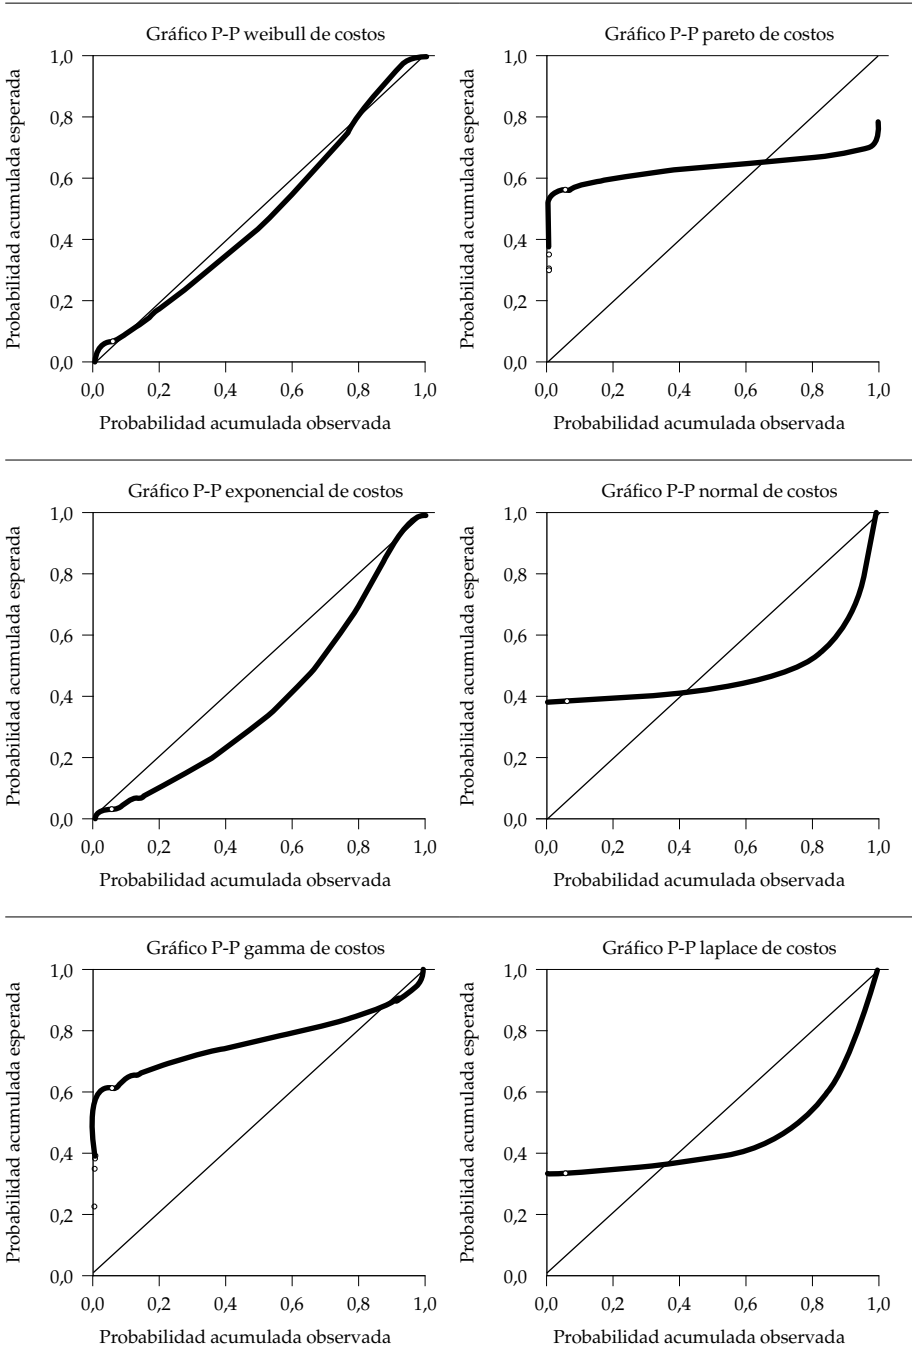 Gráfico P-P weibull de costos
Probabilidad acumulada esperada
1,0
0,8
0,6
0,4
0,2
0,0
0,0 0,2 0,4 0,6 0,8 1,0
Probabilidad acumulada observada
Gráfico P-P pareto de costos
Probabilidad acumulada esperada
1,0
0,8
0,6
0,4
0,2
0,0
0,0 0,2 0,4 0,6 0,8 1,0
Probabilidad acumulada observada
Gráfico P-P exponencial de costos
Probabilidad acumulada esperada
1,0
0,8
0,6
0,4
0,2
0,0
0,0 0,2 0,4 0,6 0,8 1,0
Probabilidad acumulada observada
Gráfico P-P normal de costos
Probabilidad acumulada esperada
1,0
0,8
0,6
0,4
0,2
0,0
0,0 0,2 0,4 0,6 0,8 1,0
Probabilidad acumulada observada
Gráfico P-P gamma de costos
Probabilidad acumulada esperada
1,0
0,8
0,6
0,4
0,2
0,0
0,0 0,2 0,4 0,6 0,8 1,0
Probabilidad acumulada observada
Gráfico P-P laplace de costos
Probabilidad acumulada esperada
1,0
0,8
0,6
0,4
0,2
0,0
0,0 0,2 0,4 0,6 0,8 1,0
Probabilidad acumulada observada